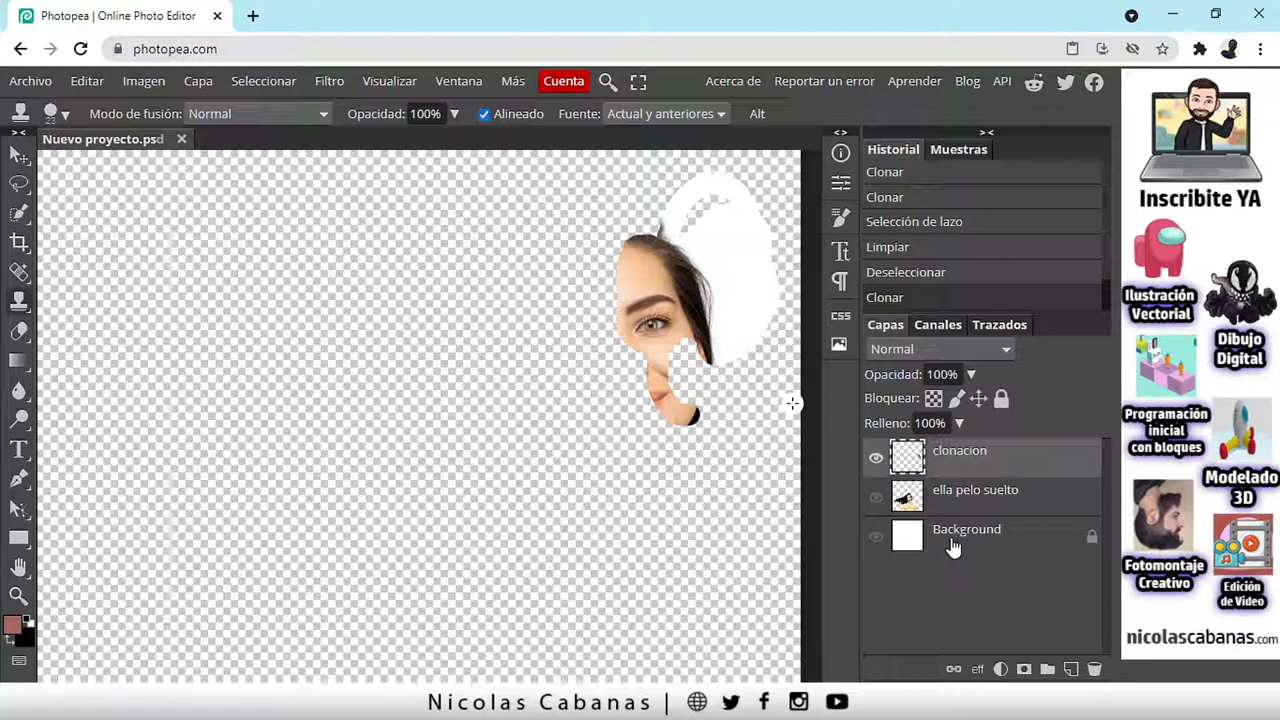 Photopea | Online Photo Editor
photopea.com
Archivo Editar Imagen Capa Seleccionar Filtro Visualizar Ventana Más Cuenta Acerca de Reportar un error Aprender Blog API
23 Modo de fusión: Normal Opacidad: 100% Alineado Fuente: Actual y anteriores Alt
Nuevo proyecto.psd
Historial Muestras
Clonar
Clonar
Selección de lazo
Limpiar
Deseleccionar
Clonar
CSS
Capas Canales Trazados
Normal
Opacidad: 100%
Bloquear:
Relleno: 100%
clonacion
ella pelo suelto
Background
eff
Inscribite YA
Ilustración
Vectorial
Dibujo
Digital
Programación
inicial
con bloques
Modelado
3D
Fotomontaje
Creativo
Edición
de Video
nicolascabanas.com
Nicolas Cabanas |